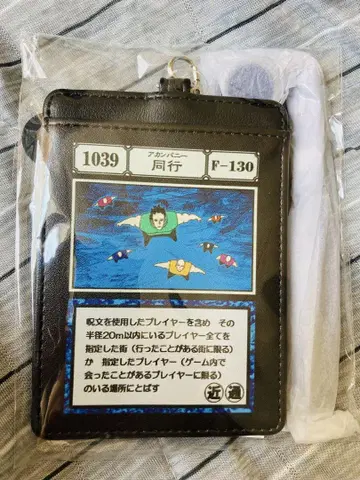 1039
アカンパニー
同行
F-130
呪文を使用したプレイヤーを含め その
半径20m以内にいるプレイヤー全てを
指定した街（行ったことがある街に限る）
か 指定したプレイヤー（ゲーム内で
会ったことがあるプレイヤーに限る）
のいる場所にとばす
近 通